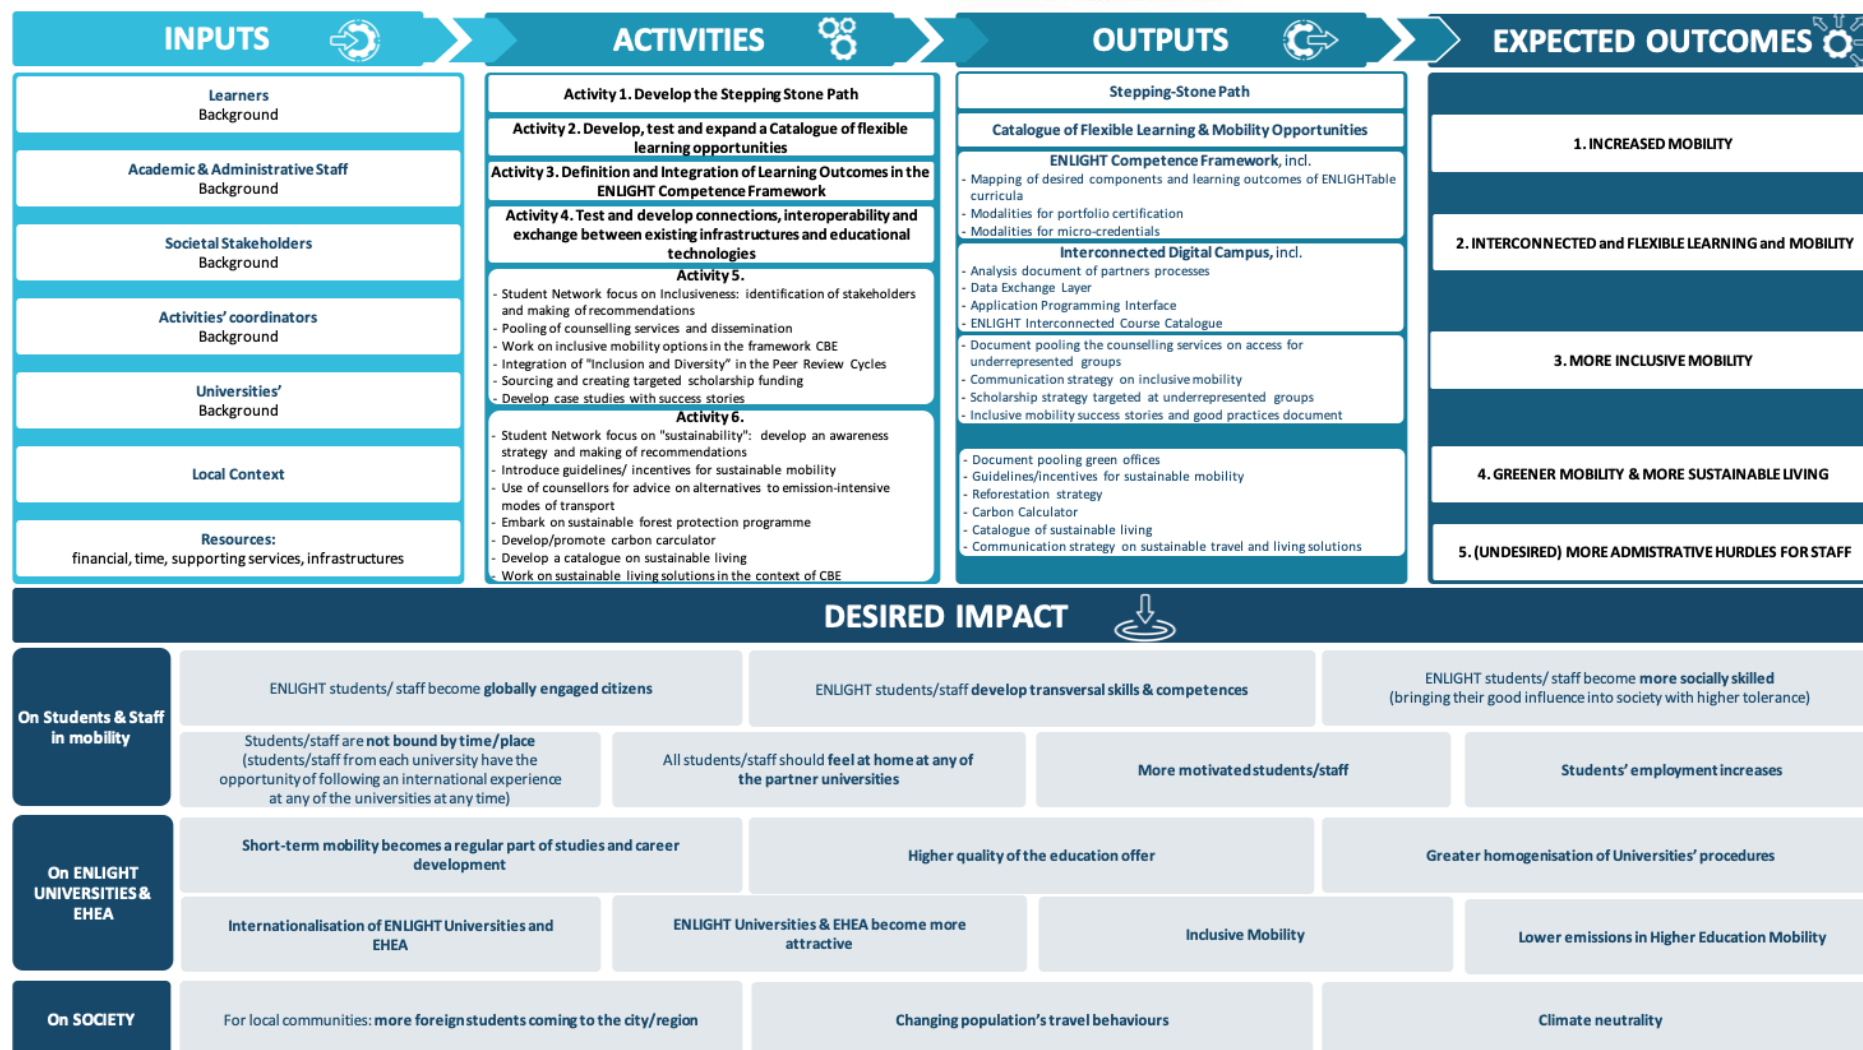 INPUTS
ACTIVITIES
OUTPUTS
EXPECTED OUTCOMES
Learners
Background
Academic & Administrative Staff
Background
Societal Stakeholders
Background
Activities' coordinators
Background
Universities'
Background
Local Context
Resources:
financial, time, supporting services, infrastructures
Activity 1. Develop the Stepping Stone Path
Activity 2. Develop, test and expand a Catalogue of flexible
learning opportunities
Activity 3. Definition and Integration of Learning Outcomes in the
ENLIGHT Competence Framework
Activity 4. Test and develop connections, interoperability and
exchange between existing infrastructures and educational
technologies
Activity 5.
- Student Network focus on Inclusiveness: identification of stakeholders
and making of recommendations
- Pooling of counselling services and dissemination
- Work on inclusive mobility options in the framework CBE
- Integration of "Inclusion and Diversity" in the Peer Review Cycles
- Sourcing and creating targeted scholarship funding
- Develop case studies with success stories
Activity 6.
- Student Network focus on "sustainability": develop an awareness
strategy and making of recommendations
- Introduce guidelines/ incentives for sustainable mobility
- Use of counsellors for advice on alternatives to emission-intensive
modes of transport
- Embark on sustainable forest protection programme
- Develop/promote carbon carculator
- Develop a catalogue on sustainable living
- Work on sustainable living solutions in the context of CBE
Stepping-Stone Path
Catalogue of Flexible Learning & Mobility Opportunities
ENLIGHT Competence Framework, incl.
- Mapping of desired components and learning outcomes of ENLIGHTable
curricula
- Modalities for portfolio certification
- Modalities for micro-credentials
Interconnected Digital Campus, incl.
- Analysis document of partners processes
- Data Exchange Layer
- Application Programming Interface
- ENLIGHT Interconnected Course Catalogue
- Document pooling the counselling services on access for
underrepresented groups
- Communication strategy on inclusive mobility
- Scholarship strategy targeted at underrepresented groups
- Inclusive mobility success stories and good practices document
- Document pooling green offices
- Guidelines/incentives for sustainable mobility
- Reforestation strategy
- Carbon Calculator
- Catalogue of sustainable living
- Communication strategy on sustainable travel and living solutions
1. INCREASED MOBILITY
2. INTERCONNECTED and FLEXIBLE LEARNING and MOBILITY
3. MORE INCLUSIVE MOBILITY
4. GREENER MOBILITY & MORE SUSTAINABLE LIVING
5. (UNDESIRED) MORE ADMISTRATIVE HURDLES FOR STAFF
DESIRED IMPACT
On Students & Staff
in mobility
ENLIGHT students/ staff become globally engaged citizens
ENLIGHT students/staff develop transversal skills & competences
ENLIGHT students/ staff become more socially skilled
(bringing their good influence into society with higher tolerance)
Students/staff are not bound by time/place
(students/staff from each university have the
opportunity of following an international experience
at any of the universities at any time)
All students/staff should feel at home at any of
the partner universities
More motivated students/staff
Students' employment increases
On ENLIGHT
UNIVERSITIES &
EHEA
Short-term mobility becomes a regular part of studies and career
development
Higher quality of the education offer
Greater homogenisation of Universities' procedures
Internationalisation of ENLIGHT Universities and
EHEA
ENLIGHT Universities & EHEA become more
attractive
Inclusive Mobility
Lower emissions in Higher Education Mobility
On SOCIETY
For local communities: more foreign students coming to the city/region
Changing population's travel behaviours
Climate neutrality